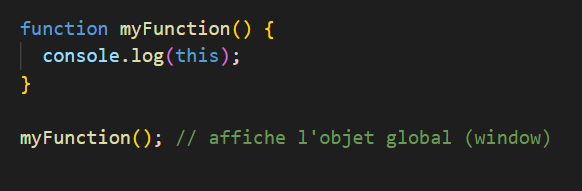 function myFunction() {
  console.log(this);
}
myFunction(); // affiche l'objet global (window)